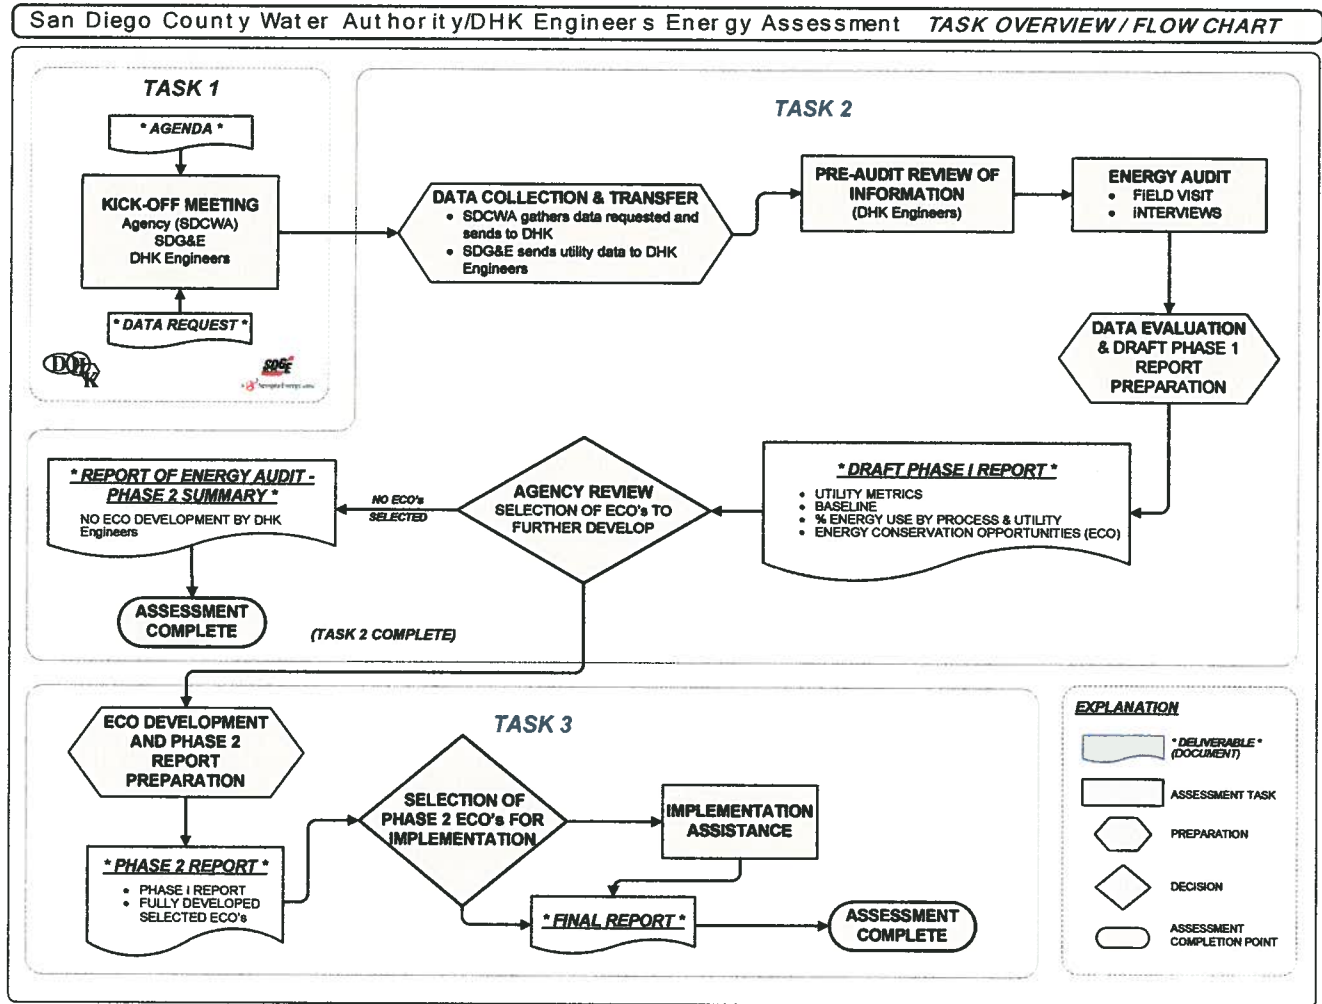 San Diego County Water Authority/DHK Engineers Energy Assessment TASK OVERVIEW / FLOW CHART
TASK 1
* AGENDA *
KICK-OFF MEETING
Agency (SDCWA)
SDG&E
DHK Engineers
* DATA REQUEST *
DHK
SDGE
TASK 2
DATA COLLECTION & TRANSFER
• SDCWA gathers data requested and
sends to DHK
• SDG&E sends utility data to DHK
Engineers
PRE-AUDIT REVIEW OF
INFORMATION
(DHK Engineers)
ENERGY AUDIT
• FIELD VISIT
• INTERVIEWS
DATA EVALUATION
& DRAFT PHASE 1
REPORT
PREPARATION
* DRAFT PHASE I REPORT *
• UTILITY METRICS
• BASELINE
• % ENERGY USE BY PROCESS & UTILITY
• ENERGY CONSERVATION OPPORTUNITIES (ECO)
AGENCY REVIEW
SELECTION OF ECO's TO
FURTHER DEVELOP
NO ECO's
SELECTED
* REPORT OF ENERGY AUDIT -
PHASE 2 SUMMARY *
NO ECO DEVELOPMENT BY DHK
Engineers
ASSESSMENT
COMPLETE
(TASK 2 COMPLETE)
TASK 3
ECO DEVELOPMENT
AND PHASE 2
REPORT
PREPARATION
* PHASE 2 REPORT *
• PHASE I REPORT
• FULLY DEVELOPED
SELECTED ECO's
SELECTION OF
PHASE 2 ECO's FOR
IMPLEMENTATION
IMPLEMENTATION
ASSISTANCE
* FINAL REPORT *
ASSESSMENT
COMPLETE
EXPLANATION
* DELIVERABLE *
(DOCUMENT)
ASSESSMENT TASK
PREPARATION
DECISION
ASSESSMENT
COMPLETION POINT